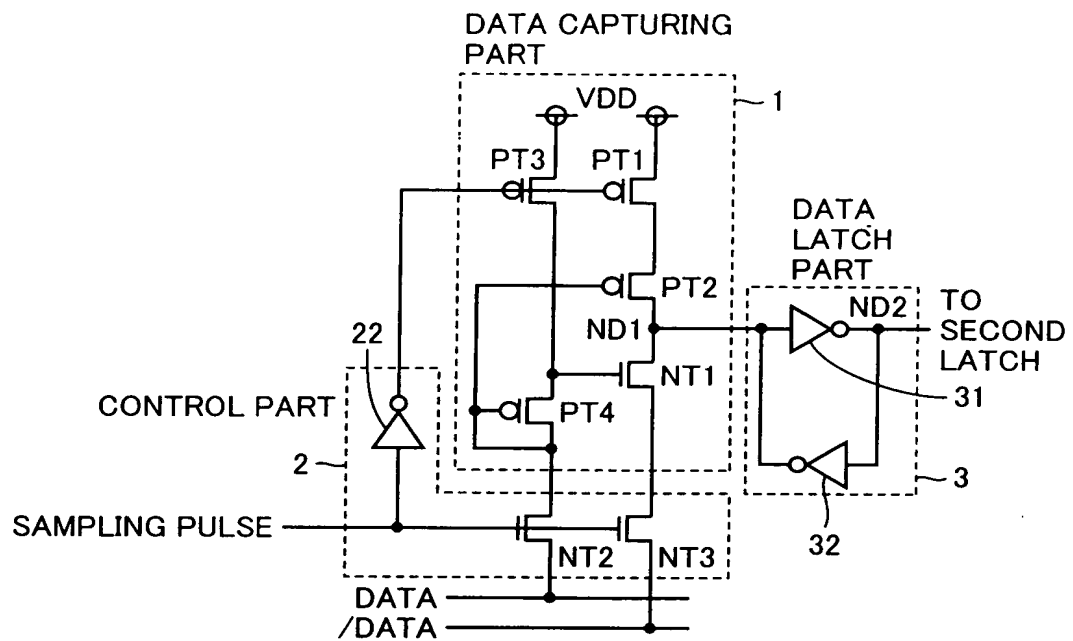 DATA CAPTURING
PART
VDD
1
PT3
PT1
DATA
LATCH
PART
PT2
ND2
TO
SECOND
LATCH
ND1
22
NT1
31
CONTROL PART
PT4
2
3
SAMPLING PULSE
32
NT2
NT3
DATA
/DATA